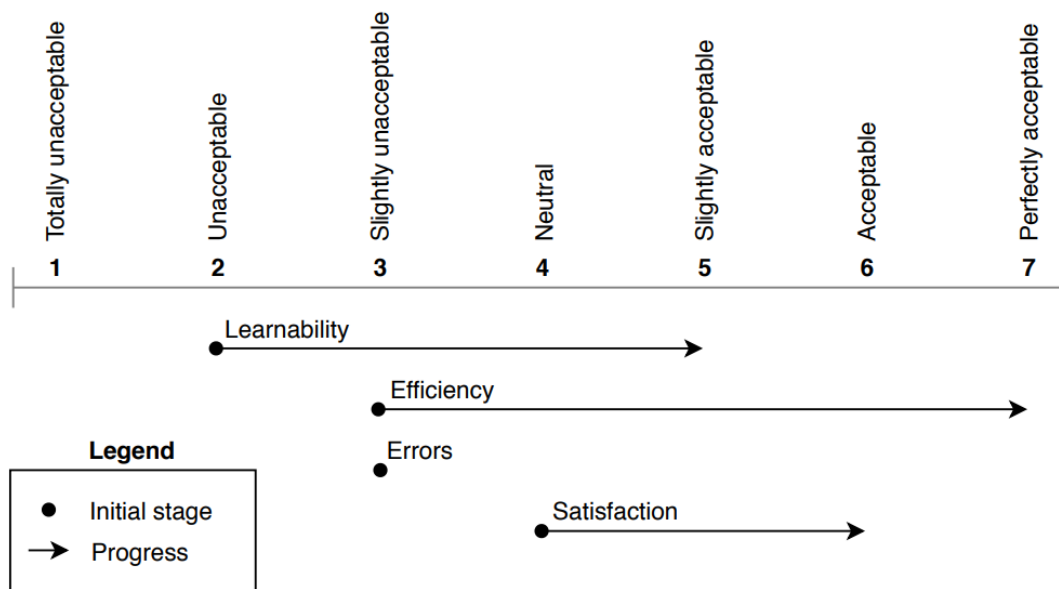 Totally unacceptable
Unacceptable
Slightly unacceptable
Neutral
Slightly acceptable
Acceptable
Perfectly acceptable
1 2 3 4 5 6 7
Learnability
Efficiency
Errors
Satisfaction
Legend
Initial stage
Progress